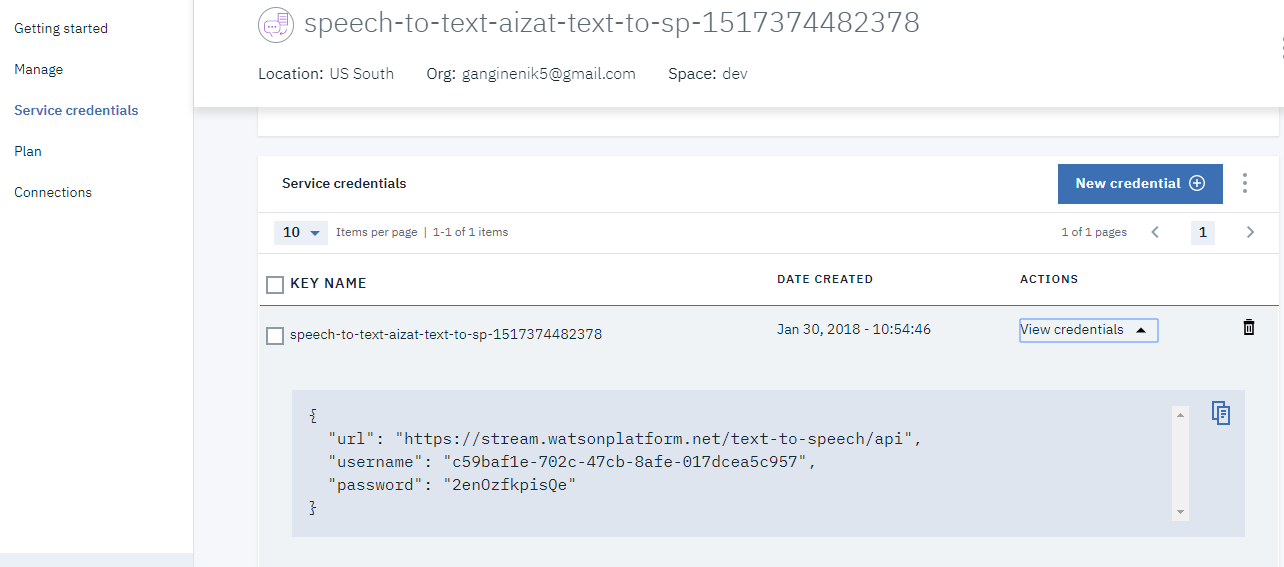 speech-to-text-aizat-text-to-sp-1517374482378
Location: US South Org: ganginenik5@gmail.com Space: dev
Getting started
Manage
Service credentials
Plan
Connections
Service credentials
New credential
10 Items per page | 1-1 of 1 items
1 of 1 pages 1
KEY NAME DATE CREATED ACTIONS
speech-to-text-aizat-text-to-sp-1517374482378 Jan 30, 2018 - 10:54:46 View credentials
{
"url": "https://stream.watsonplatform.net/text-to-speech/api",
"username": "c59baf1e-702c-47cb-8afe-017dcea5c957",
"password": "2enOzfkpisQe"
}